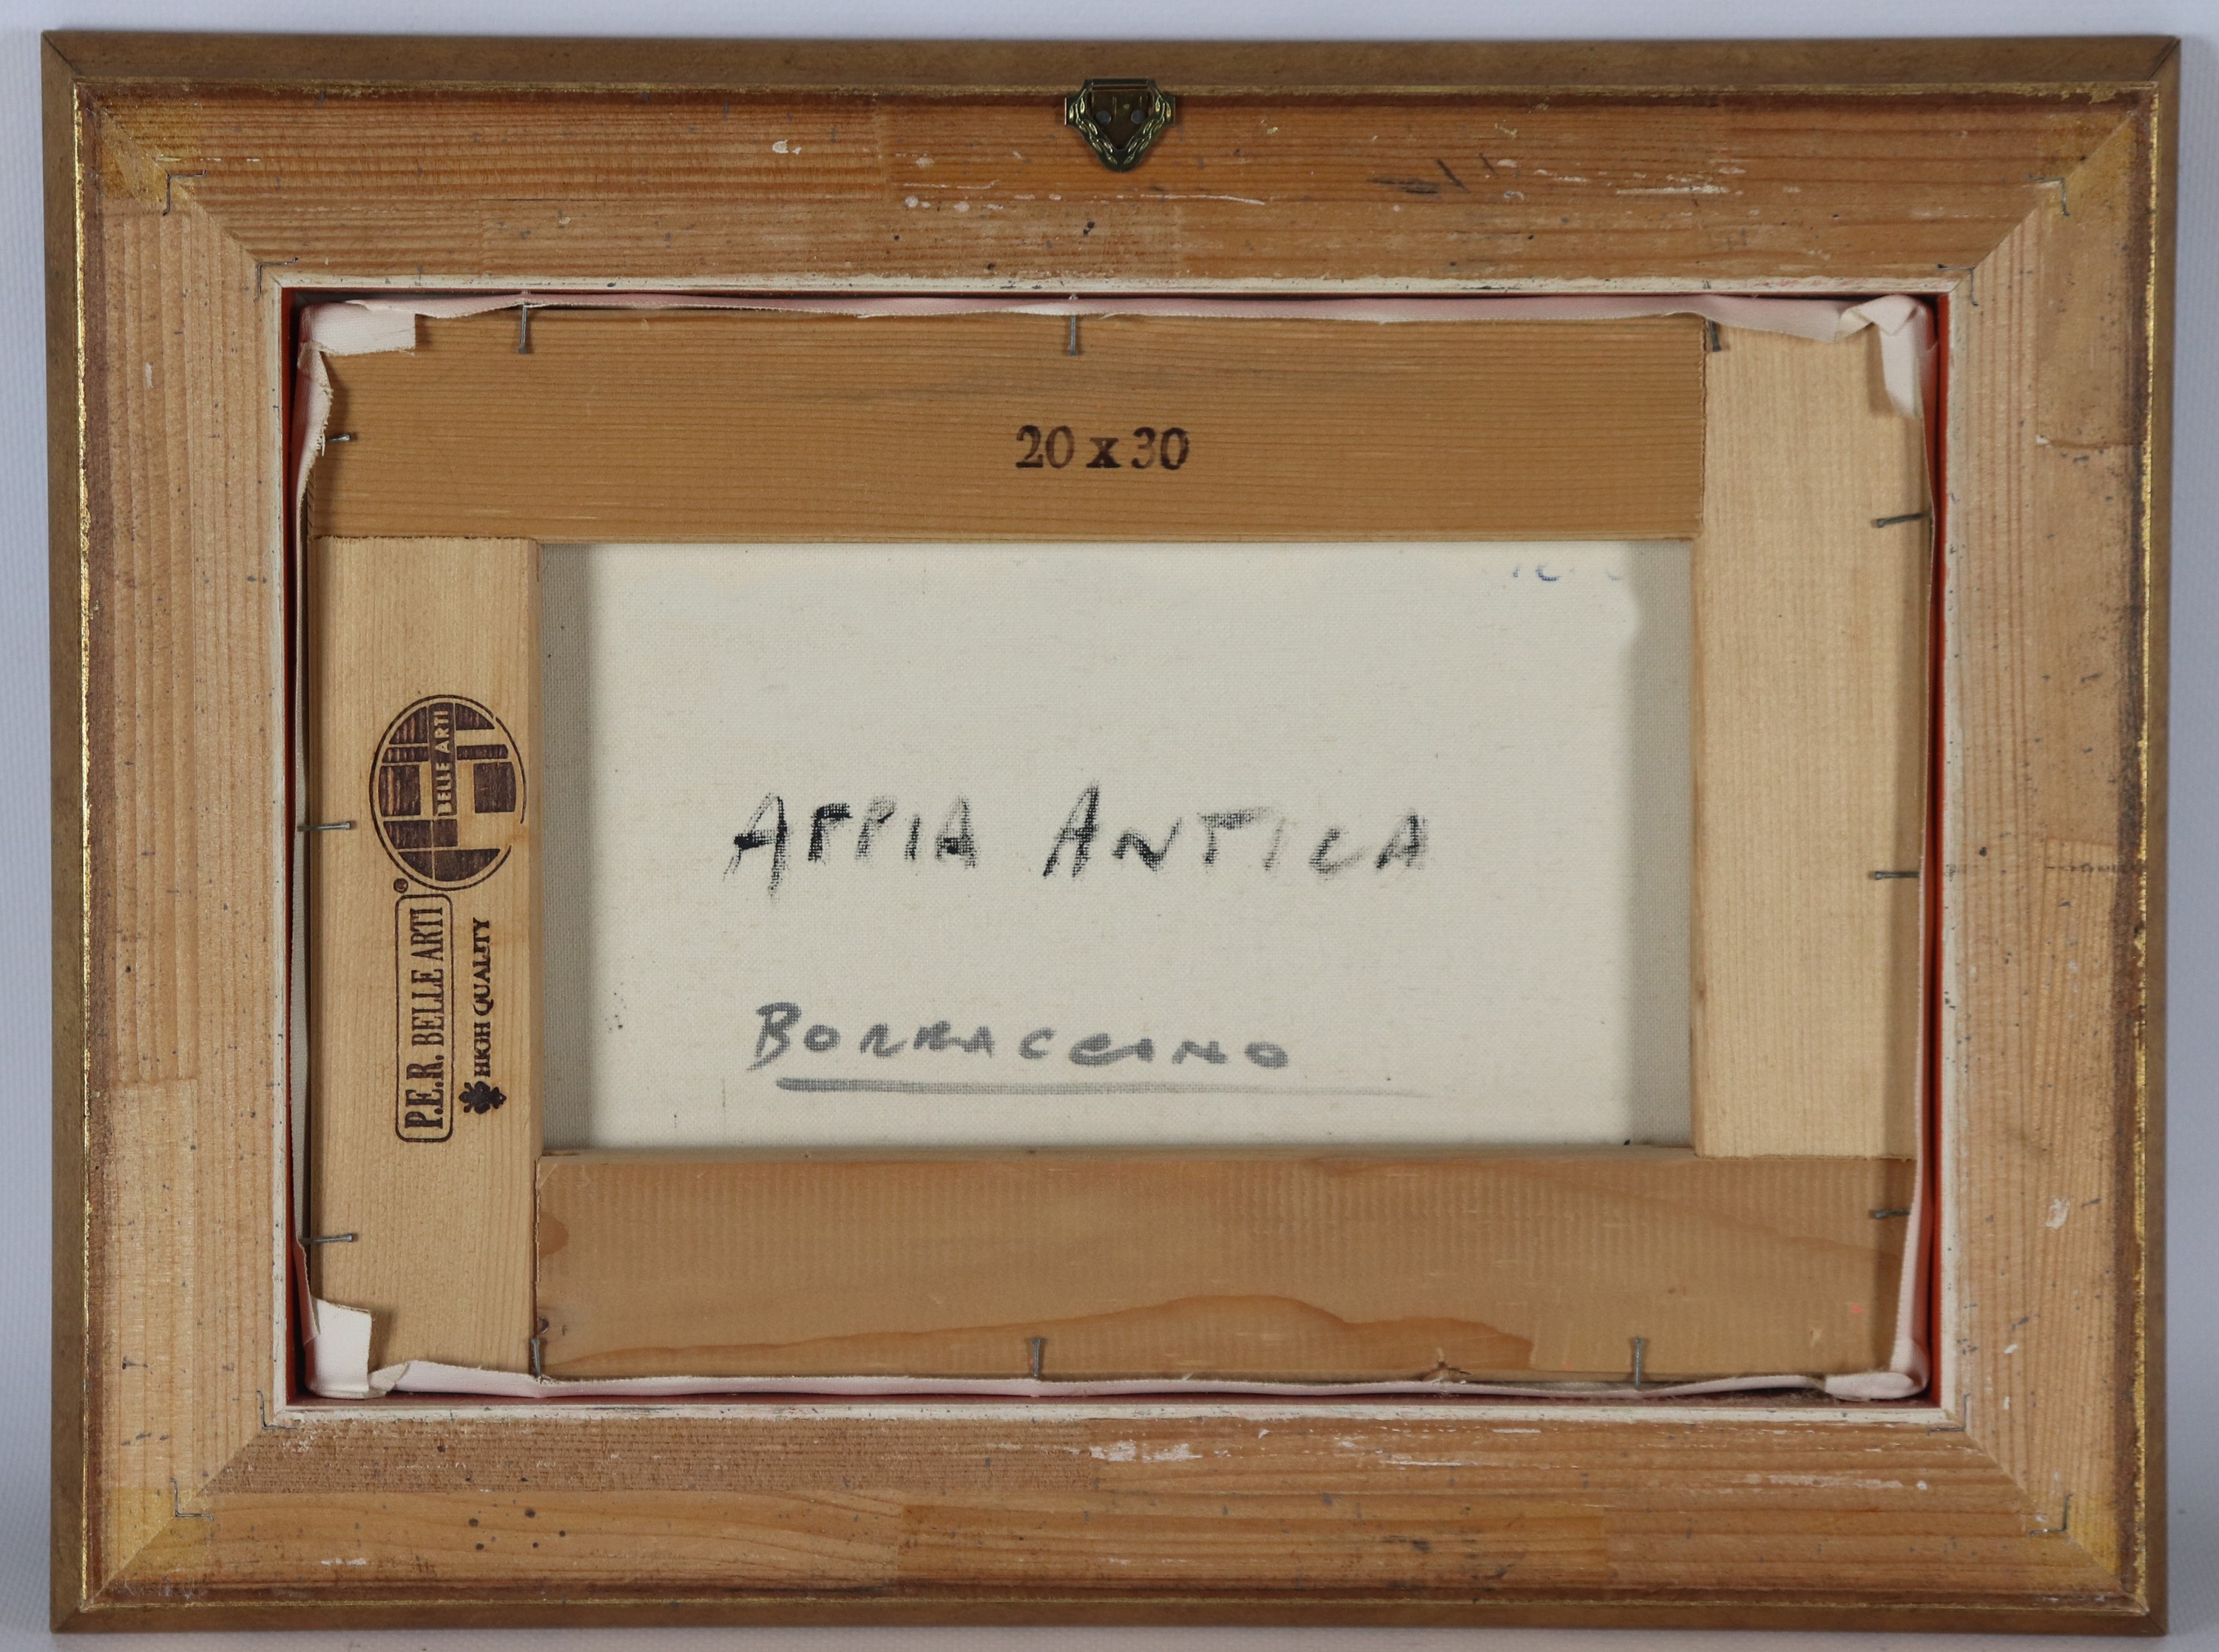 20 x 30
BELLE ARTI
®
P.E.R. BELLE ARTI
HIGH QUALITY
APPIA ANTICA
BORRACCINO